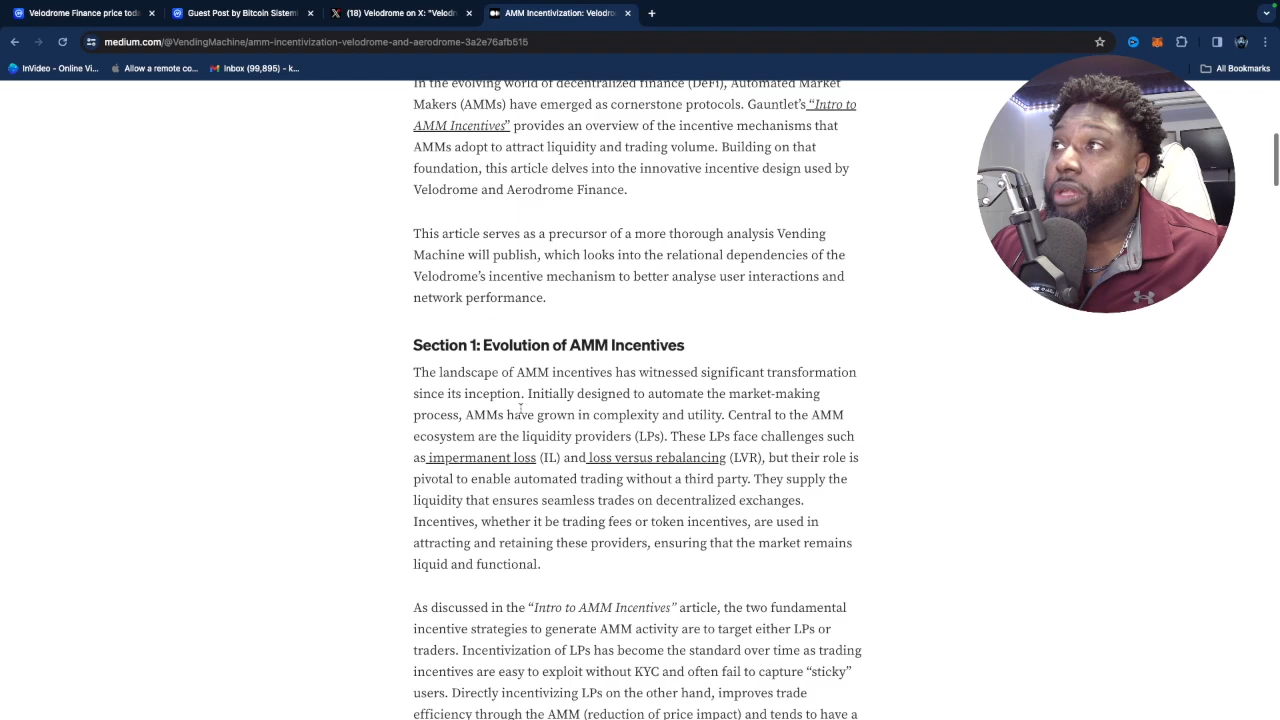 Velodrome Finance price toda
Guest Post by Bitcoin Sistemi
(18) Velodrome on X: "Velodr
AMM Incentivization: Velodro
medium.com/@VendingMachine/amm-incentivization-velodrome-and-aerodrome-3a2e76afb515
InVideo - Online Vi...
Allow a remote co...
Inbox (99,895) - k...
All Bookmarks
In the evolving world of decentralized finance (DeFi), Automated Market
Makers (AMMs) have emerged as cornerstone protocols. Gauntlet's “Intro to
AMM Incentives” provides an overview of the incentive mechanisms that
AMMs adopt to attract liquidity and trading volume. Building on that
foundation, this article delves into the innovative incentive design used by
Velodrome and Aerodrome Finance.
This article serves as a precursor of a more thorough analysis Vending
Machine will publish, which looks into the relational dependencies of the
Velodrome's incentive mechanism to better analyse user interactions and
network performance.
Section 1: Evolution of AMM Incentives
The landscape of AMM incentives has witnessed significant transformation
since its inception. Initially designed to automate the market-making
process, AMMs have grown in complexity and utility. Central to the AMM
ecosystem are the liquidity providers (LPs). These LPs face challenges such
as impermanent loss (IL) and loss versus rebalancing (LVR), but their role is
pivotal to enable automated trading without a third party. They supply the
liquidity that ensures seamless trades on decentralized exchanges.
Incentives, whether it be trading fees or token incentives, are used in
attracting and retaining these providers, ensuring that the market remains
liquid and functional.
As discussed in the “Intro to AMM Incentives” article, the two fundamental
incentive strategies to generate AMM activity are to target either LPs or
traders. Incentivization of LPs has become the standard over time as trading
incentives are easy to exploit without KYC and often fail to capture “sticky”
users. Directly incentivizing LPs on the other hand, improves trade
efficiency through the AMM (reduction of price impact) and tends to have a